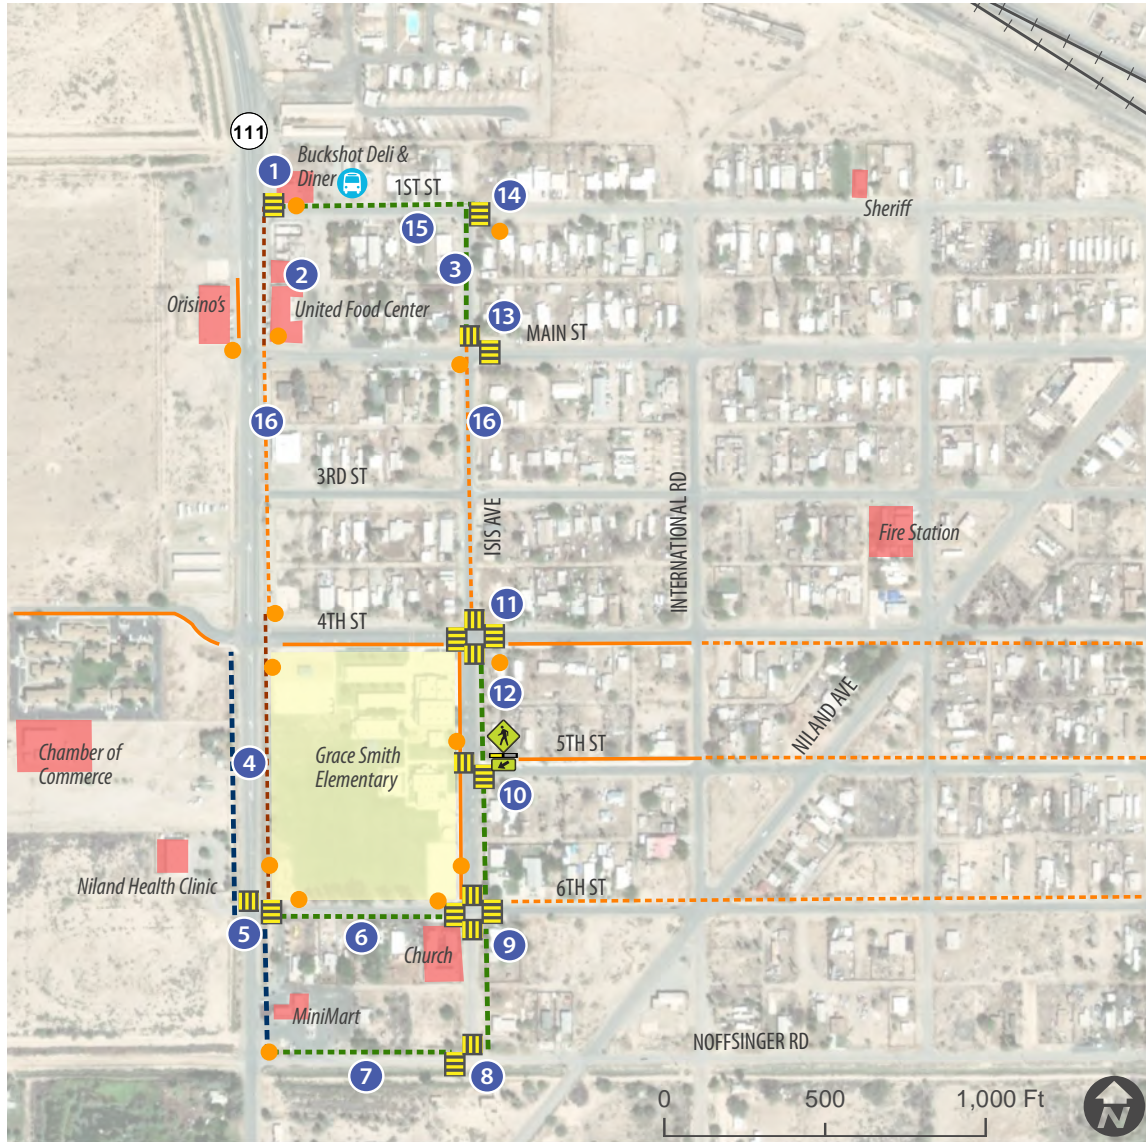 111
1
Buckshot Deli &
Diner
1ST ST
14
Sheriff
15
3
2
Orisino's
United Food Center
13
MAIN ST
16
16
3RD ST
ISIS AVE
INTERNATIONAL RD
Fire Station
11
4TH ST
12
NILAND AVE
Chamber of
Commerce
4
Grace Smith
Elementary
5TH ST
10
Niland Health Clinic
6TH ST
5
6
Church
9
MiniMart
NOFFSINGER RD
7
8
0 500 1,000 Ft
N